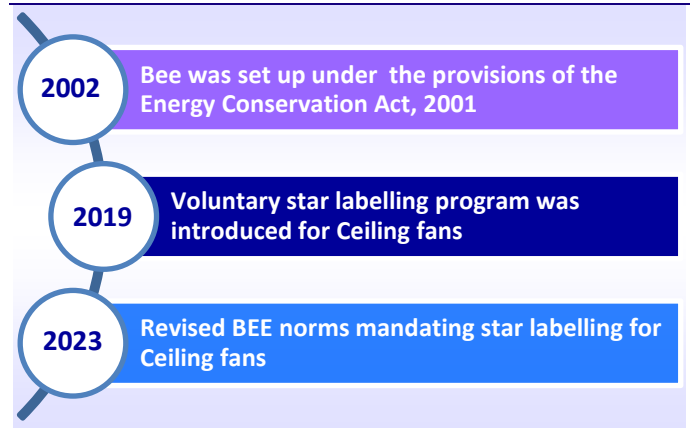 2002
Bee was set up under the provisions of the
Energy Conservation Act, 2001
2019
Voluntary star labelling program was
introduced for Ceiling fans
2023
Revised BEE norms mandating star labelling for
Ceiling fans